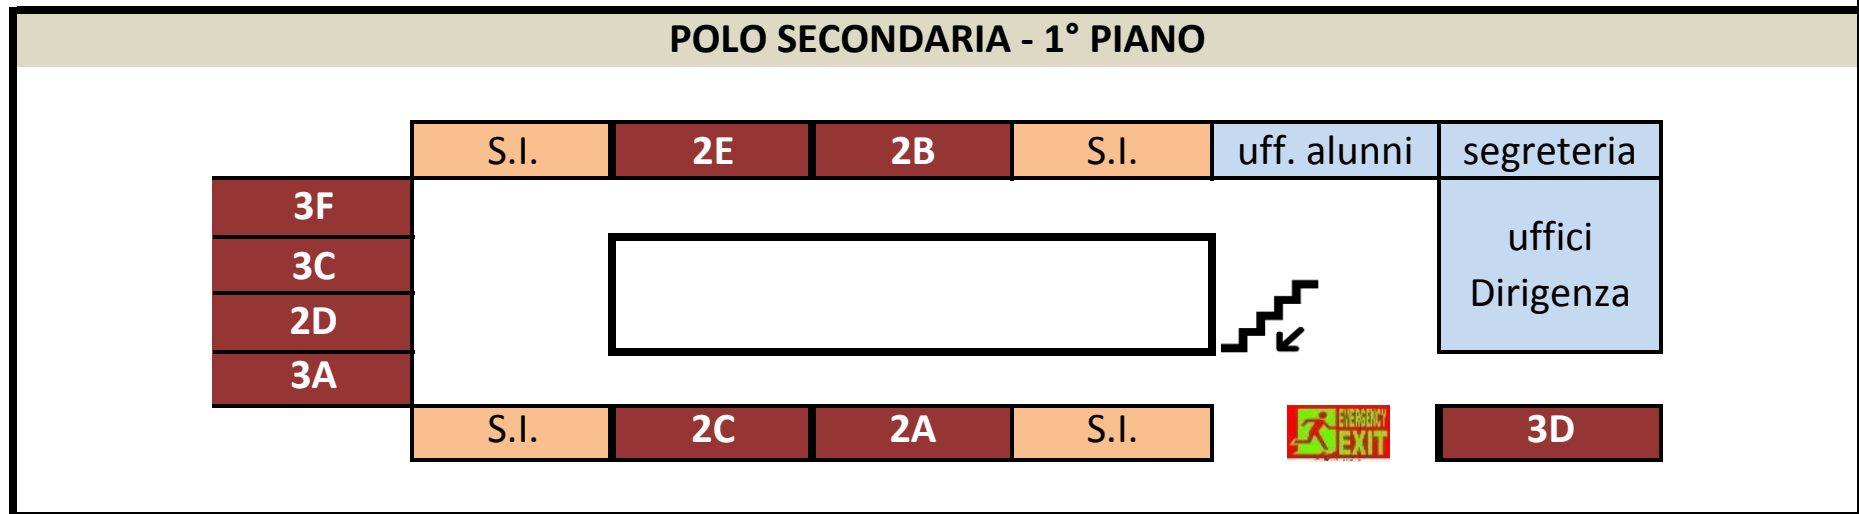 POLO SECONDARIA - 1° PIANO
S.I. 2E 2B S.I. uff. alunni segreteria
3F
3C
2D
3A
uffici
Dirigenza
S.I. 2C 2A S.I. EMERGENCY
EXIT
3D